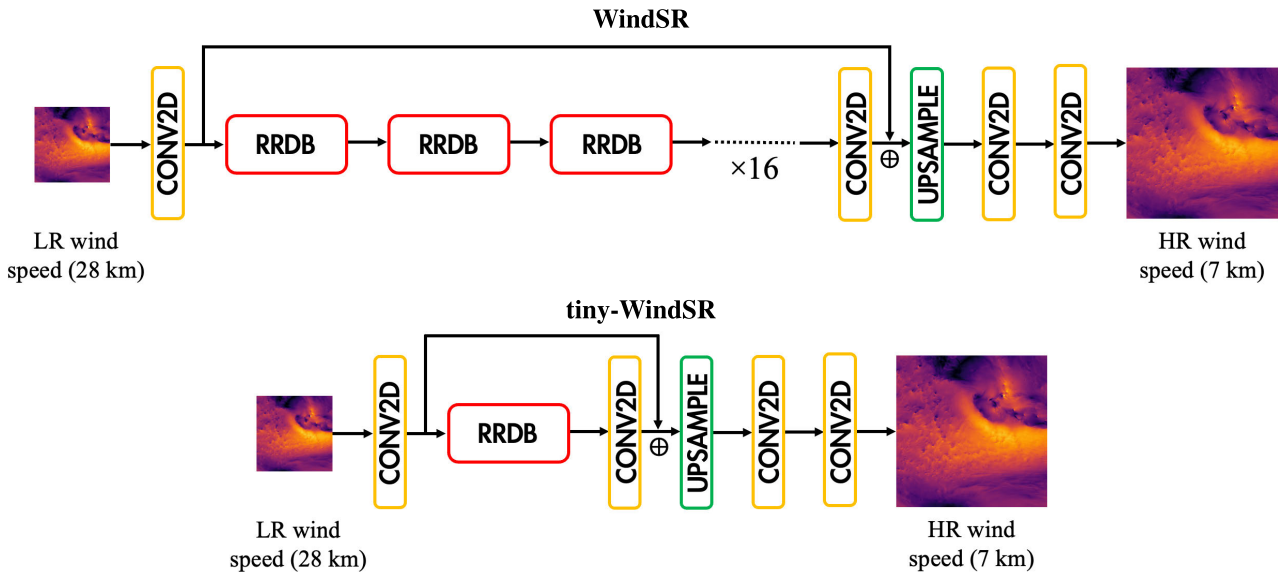 WindSR
CONV2D
RRDB
RRDB
RRDB
×16
CONV2D
⊕
UPSAMPLE
CONV2D
CONV2D
LR wind
speed (28 km)
HR wind
speed (7 km)
tiny-WindSR
CONV2D
RRDB
CONV2D
⊕
UPSAMPLE
CONV2D
CONV2D
LR wind
speed (28 km)
HR wind
speed (7 km)